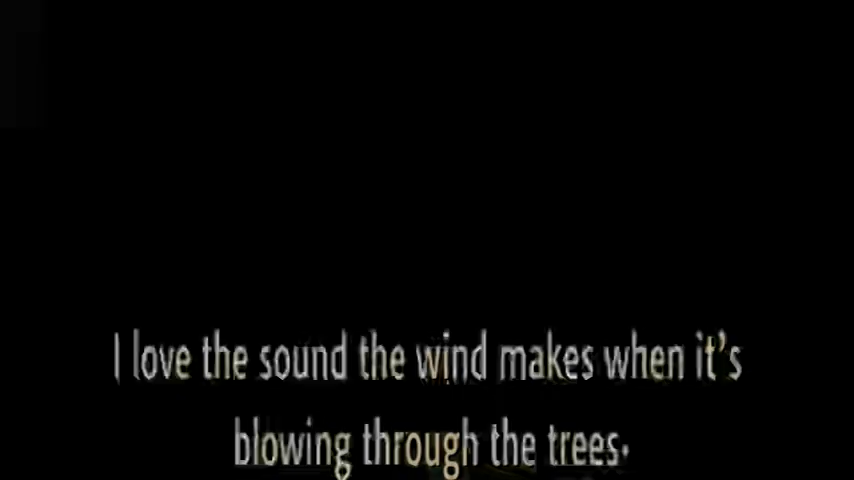 I love the sound the wind makes when it's
blowing through the trees.